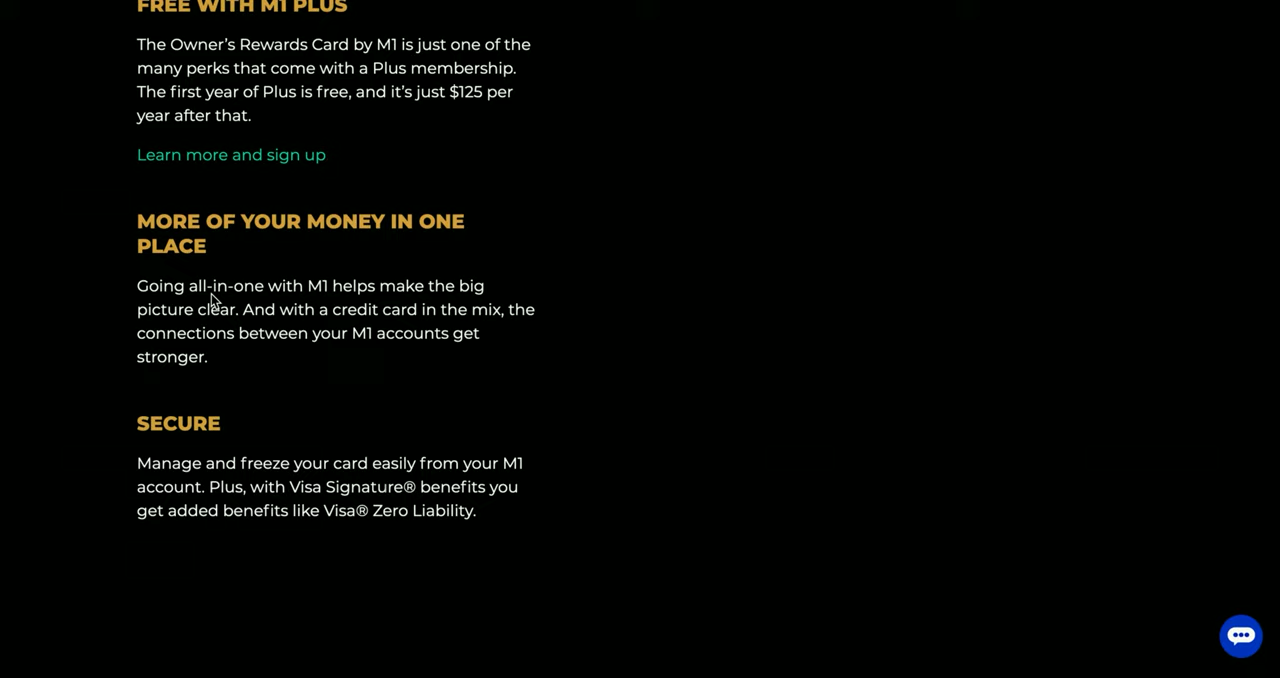 FREE WITH M1 PLUS
The Owner’s Rewards Card by M1 is just one of the
many perks that come with a Plus membership.
The first year of Plus is free, and it’s just $125 per
year after that.
Learn more and sign up
MORE OF YOUR MONEY IN ONE
PLACE
Going all-in-one with M1 helps make the big
picture clear. And with a credit card in the mix, the
connections between your M1 accounts get
stronger.
SECURE
Manage and freeze your card easily from your M1
account. Plus, with Visa Signature® benefits you
get added benefits like Visa® Zero Liability.